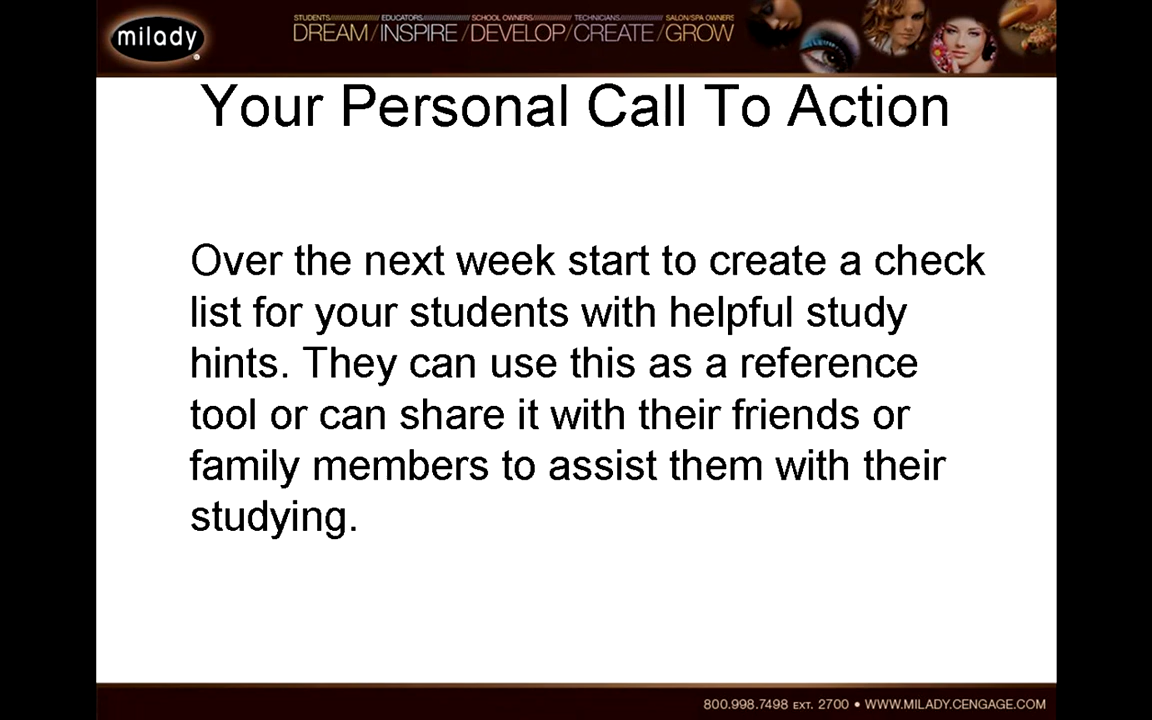 milady
STUDENTS EDUCATORS SCHOOL OWNERS TECHNICIANS SALON/SPA OWNERS
DREAM/INSPIRE/DEVELOP/CREATE/GROW
Your Personal Call To Action
Over the next week start to create a check
list for your students with helpful study
hints. They can use this as a reference
tool or can share it with their friends or
family members to assist them with their
studying.
800.998.7498 EXT. 2700 • WWW.MILADY.CENGAGE.COM